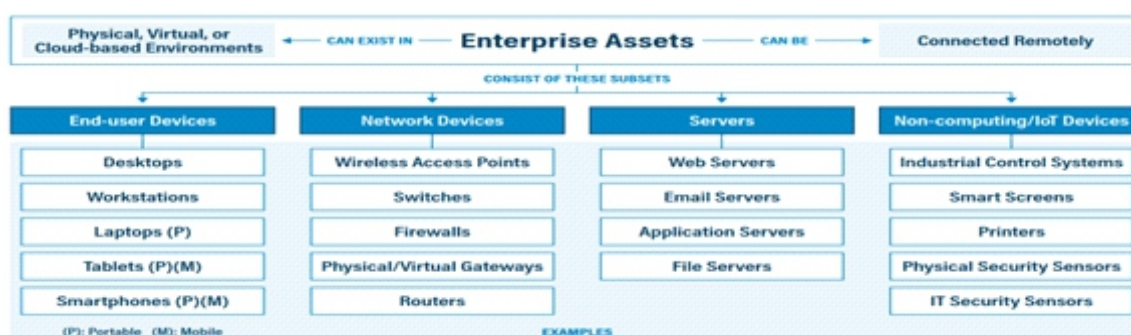 Physical, Virtual, or
Cloud-based Environments
CAN EXIST IN
Enterprise Assets
CAN BE
Connected Remotely
CONSIST OF THESE SUBSETS
End-user Devices
Desktops
Workstations
Laptops (P)
Tablets (P)(M)
Smartphones (P)(M)
Network Devices
Wireless Access Points
Switches
Firewalls
Physical/Virtual Gateways
Routers
Servers
Web Servers
Email Servers
Application Servers
File Servers
Non-computing/IoT Devices
Industrial Control Systems
Smart Screens
Printers
Physical Security Sensors
IT Security Sensors
(P): Portable (M): Mobile
EXAMPLES